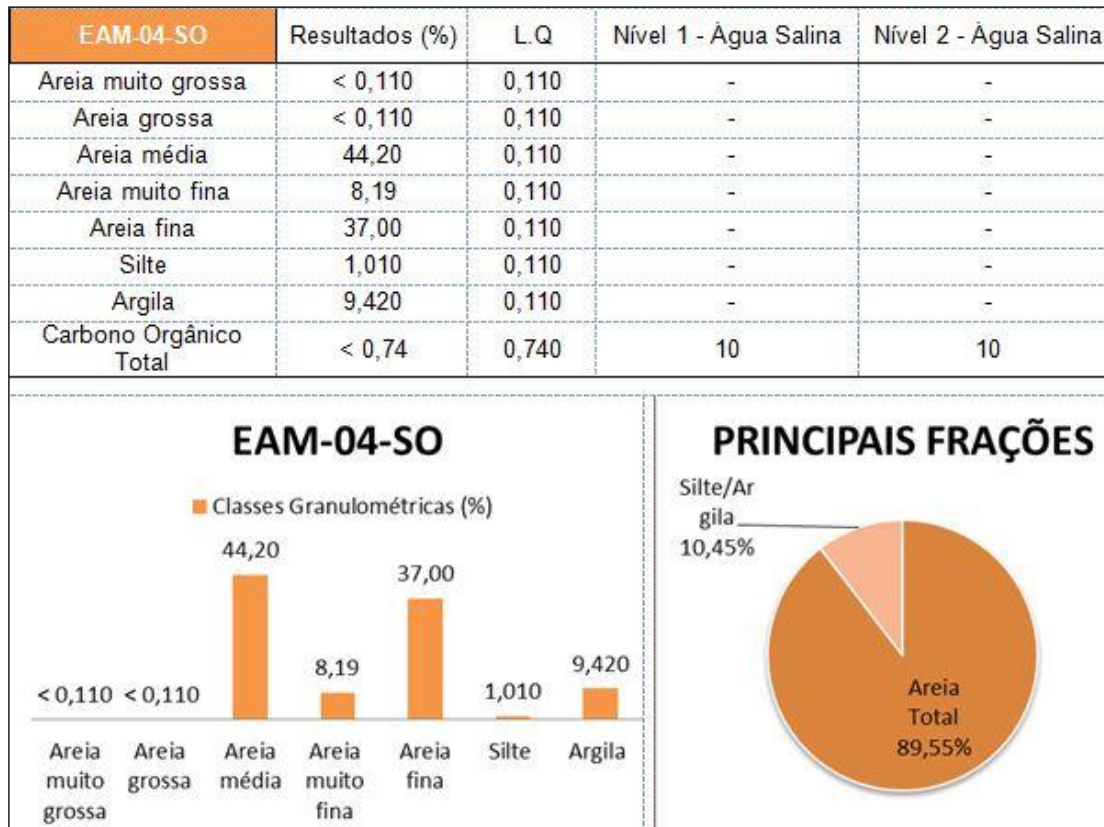 EAM-04-SO Resultados (%) L.Q Nível 1 - Água Salina Nível 2 - Água Salina
Areia muito grossa < 0,110 0,110 - -
Areia grossa < 0,110 0,110 - -
Areia média 44,20 0,110 - -
Areia muito fina 8,19 0,110 - -
Areia fina 37,00 0,110 - -
Silte 1,010 0,110 - -
Argila 9,420 0,110 - -
Carbono Orgânico
Total < 0,74 0,740 10 10
EAM-04-SO
Classes Granulométricas (%)
< 0,110 < 0,110 44,20 8,19 37,00 1,010 9,420
Areia Areia Areia Areia Areia Silte Argila
muito grossa média muito fina
grossa fina
PRINCIPAIS FRAÇÕES
Silte/Ar
gila
10,45%
Areia
Total
89,55%